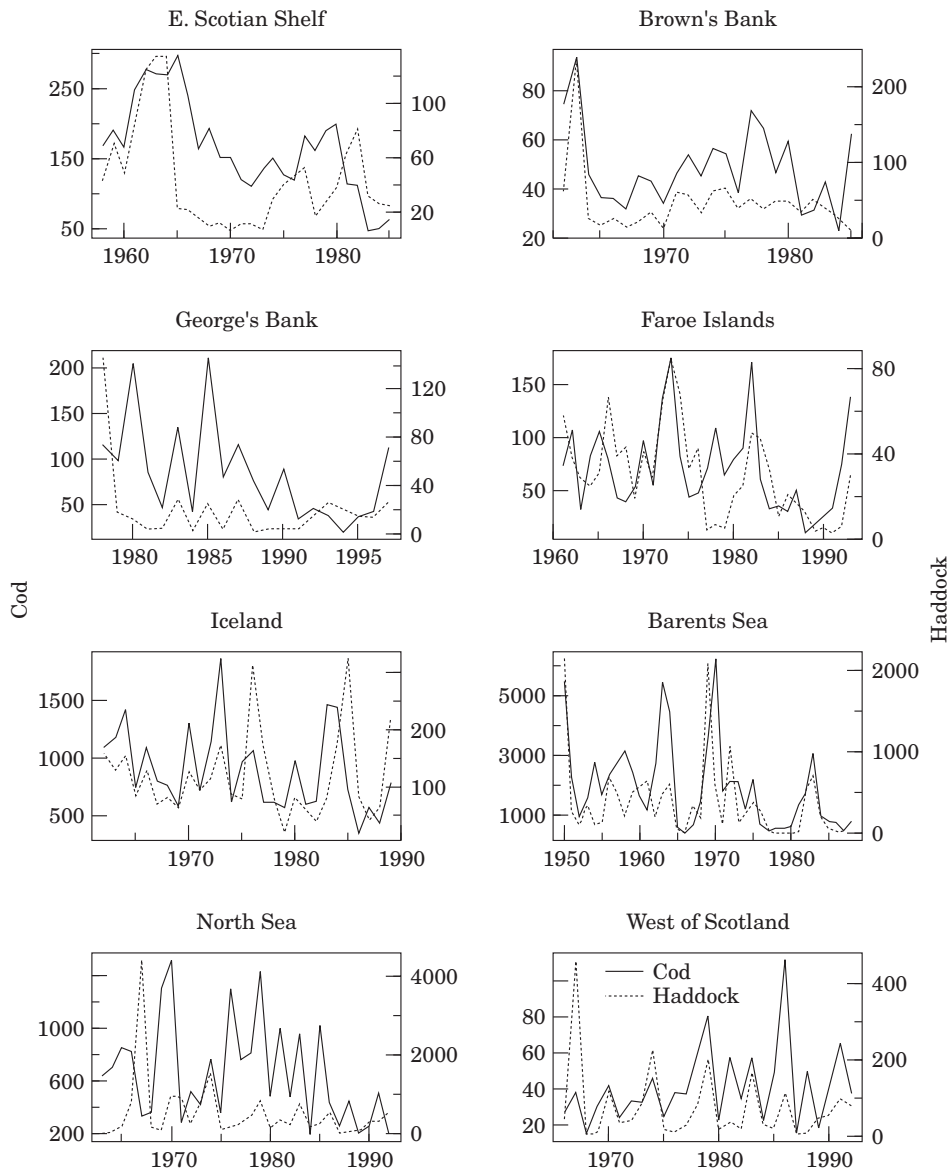 E. Scotian Shelf
250
150
50
100
60
20
1960 1970 1980
Brown's Bank
80
60
40
20
200
100
0
1970 1980
George's Bank
200
150
100
50
120
80
40
0
1980 1985 1990 1995
Faroe Islands
150
100
50
80
40
0
1960 1970 1980 1990
Cod
Haddock
Iceland
1500
1000
500
200
100
1970 1980 1990
Barents Sea
5000
3000
1000
2000
1000
0
1950 1960 1970 1980
North Sea
1000
600
200
4000
2000
0
1970 1980 1990
West of Scotland
Cod
Haddock
80
60
40
20
400
200
0
1970 1980 1990